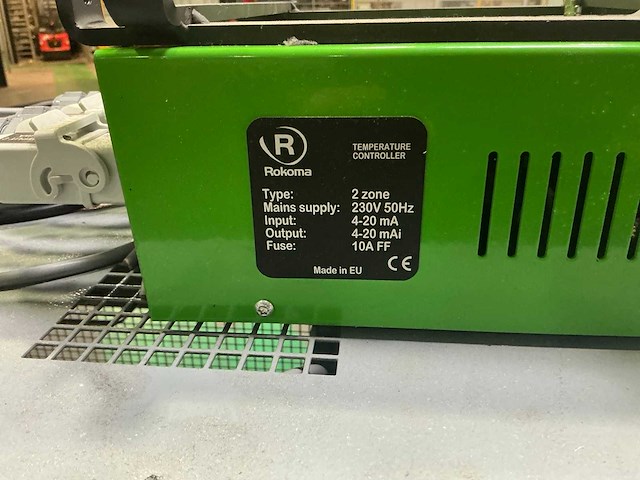 R
Rokoma
TEMPERATURE
CONTROLLER
Type: 2 zone
Mains supply: 230V 50Hz
Input: 4-20 mA
Output: 4-20 mAi
Fuse: 10A FF
Made in EU CE